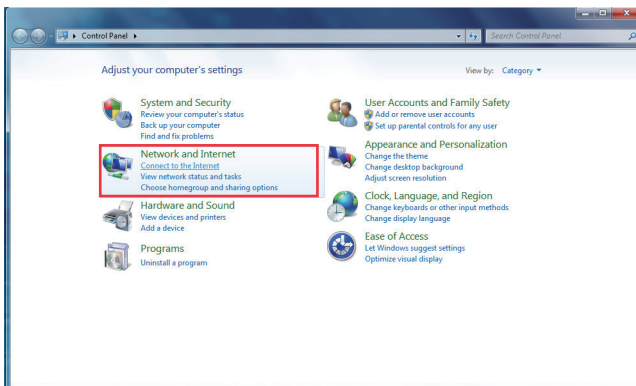 Control Panel
Search Control Panel
Adjust your computer's settings
View by: Category
System and Security
Review your computer's status
Back up your computer
Find and fix problems
Network and Internet
Connect to the Internet
View network status and tasks
Choose homegroup and sharing options
Hardware and Sound
View devices and printers
Add a device
Programs
Uninstall a program
User Accounts and Family Safety
Add or remove user accounts
Set up parental controls for any user
Appearance and Personalization
Change the theme
Change desktop background
Adjust screen resolution
Clock, Language, and Region
Change keyboards or other input methods
Change display language
Ease of Access
Let Windows suggest settings
Optimize visual display